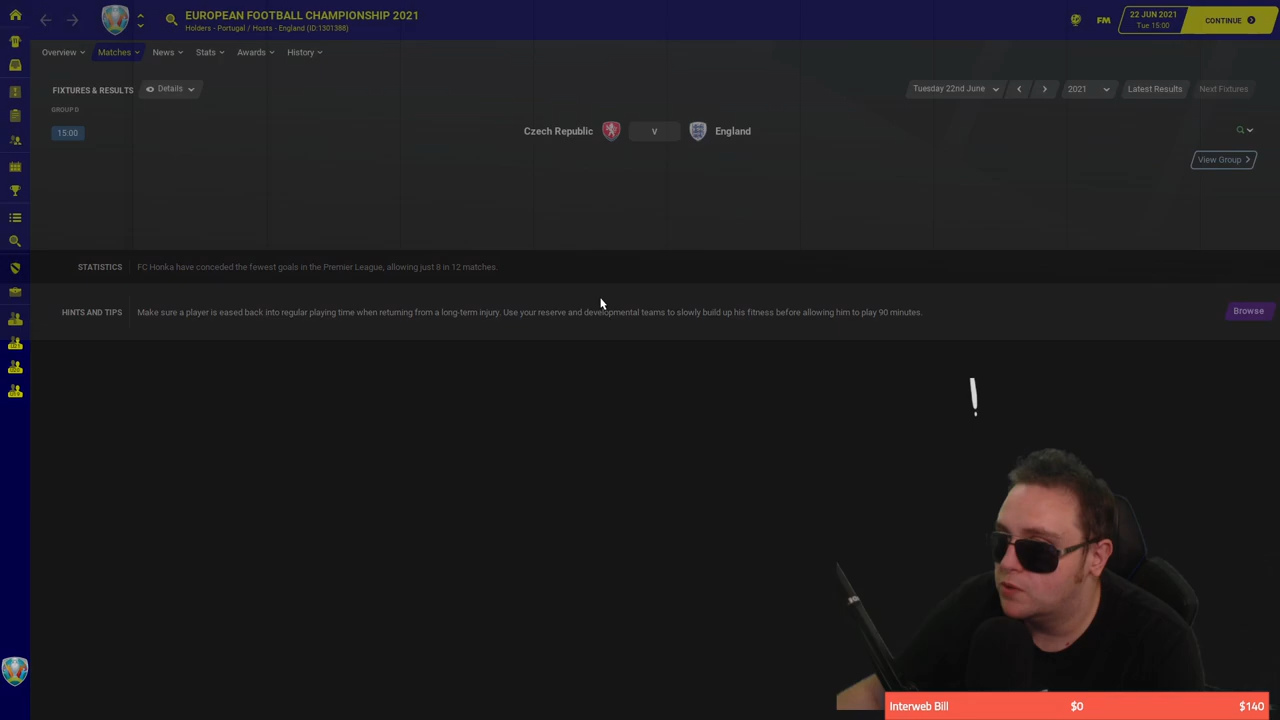 EUROPEAN FOOTBALL CHAMPIONSHIP 2021
Holders - Portugal / Hosts - England (ID:1301388)
FM
22 JUN 2021
Tue 15:00
CONTINUE
Overview
Matches
News
Stats
Awards
History
FIXTURES & RESULTS
Details
Tuesday 22nd June
2021
Latest Results
Next Fixtures
GROUP D
15:00
Czech Republic
v
England
View Group
STATISTICS
FC Honka have conceded the fewest goals in the Premier League, allowing just 8 in 12 matches.
HINTS AND TIPS
Make sure a player is eased back into regular playing time when returning from a long-term injury. Use your reserve and developmental teams to slowly build up his fitness before allowing him to play 90 minutes.
Browse
!
Interweb Bill
$0
$140